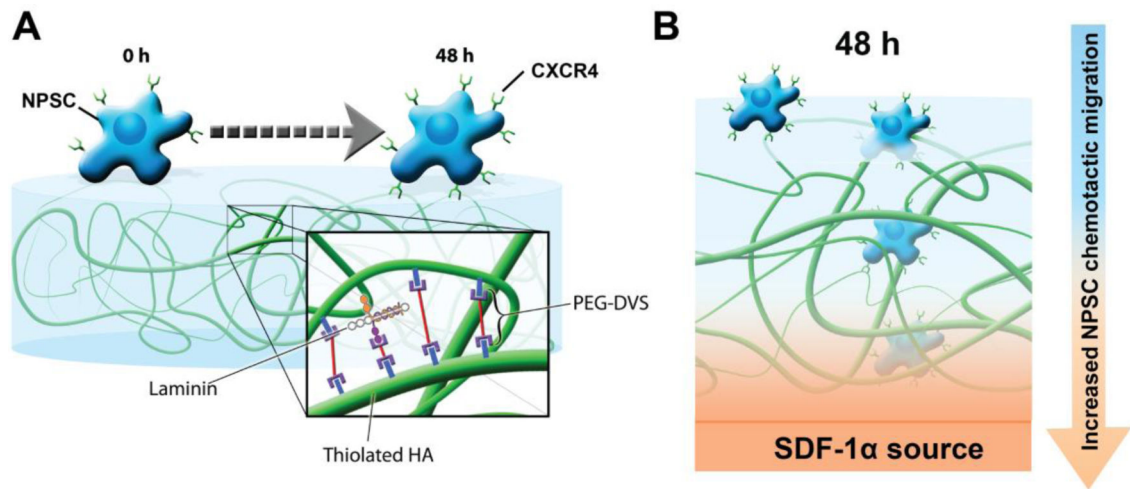 A
0 h
48 h
NPSC
CXCR4
PEG-DVS
Laminin
Thiolated HA
B
48 h
SDF-1α source
Increased NPSC chemotactic migration